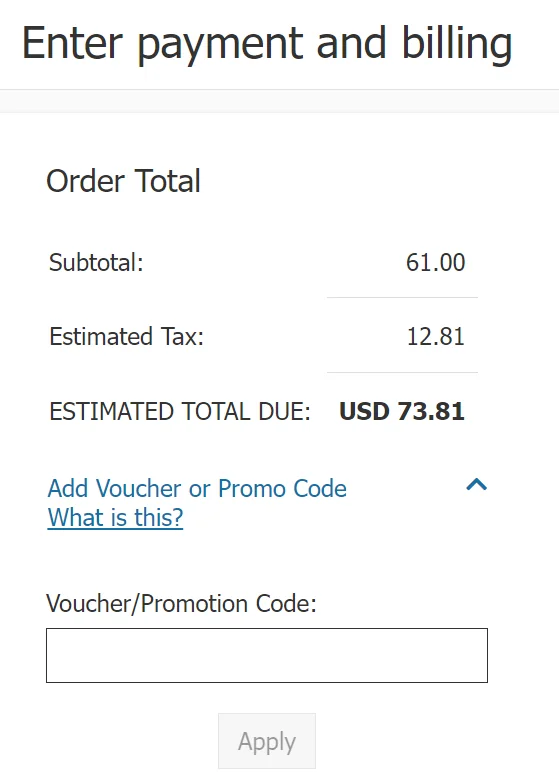 Enter payment and billing
Order Total
Subtotal: 61.00
Estimated Tax: 12.81
ESTIMATED TOTAL DUE: USD 73.81
Add Voucher or Promo Code
What is this?
Voucher/Promotion Code:
Apply